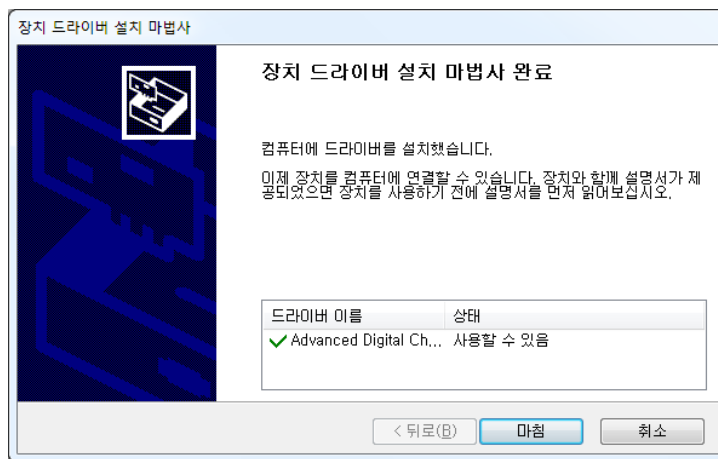 장치 드라이버 설치 마법사
장치 드라이버 설치 마법사 완료
컴퓨터에 드라이버를 설치했습니다.
이제 장치를 컴퓨터에 연결할 수 있습니다. 장치와 함께 설명서가 제
공되었으면 장치를 사용하기 전에 설명서를 먼저 읽어보십시오.
드라이버 이름 상태
Advanced Digital Ch... 사용할 수 있음
< 뒤로(B) 마침 취소